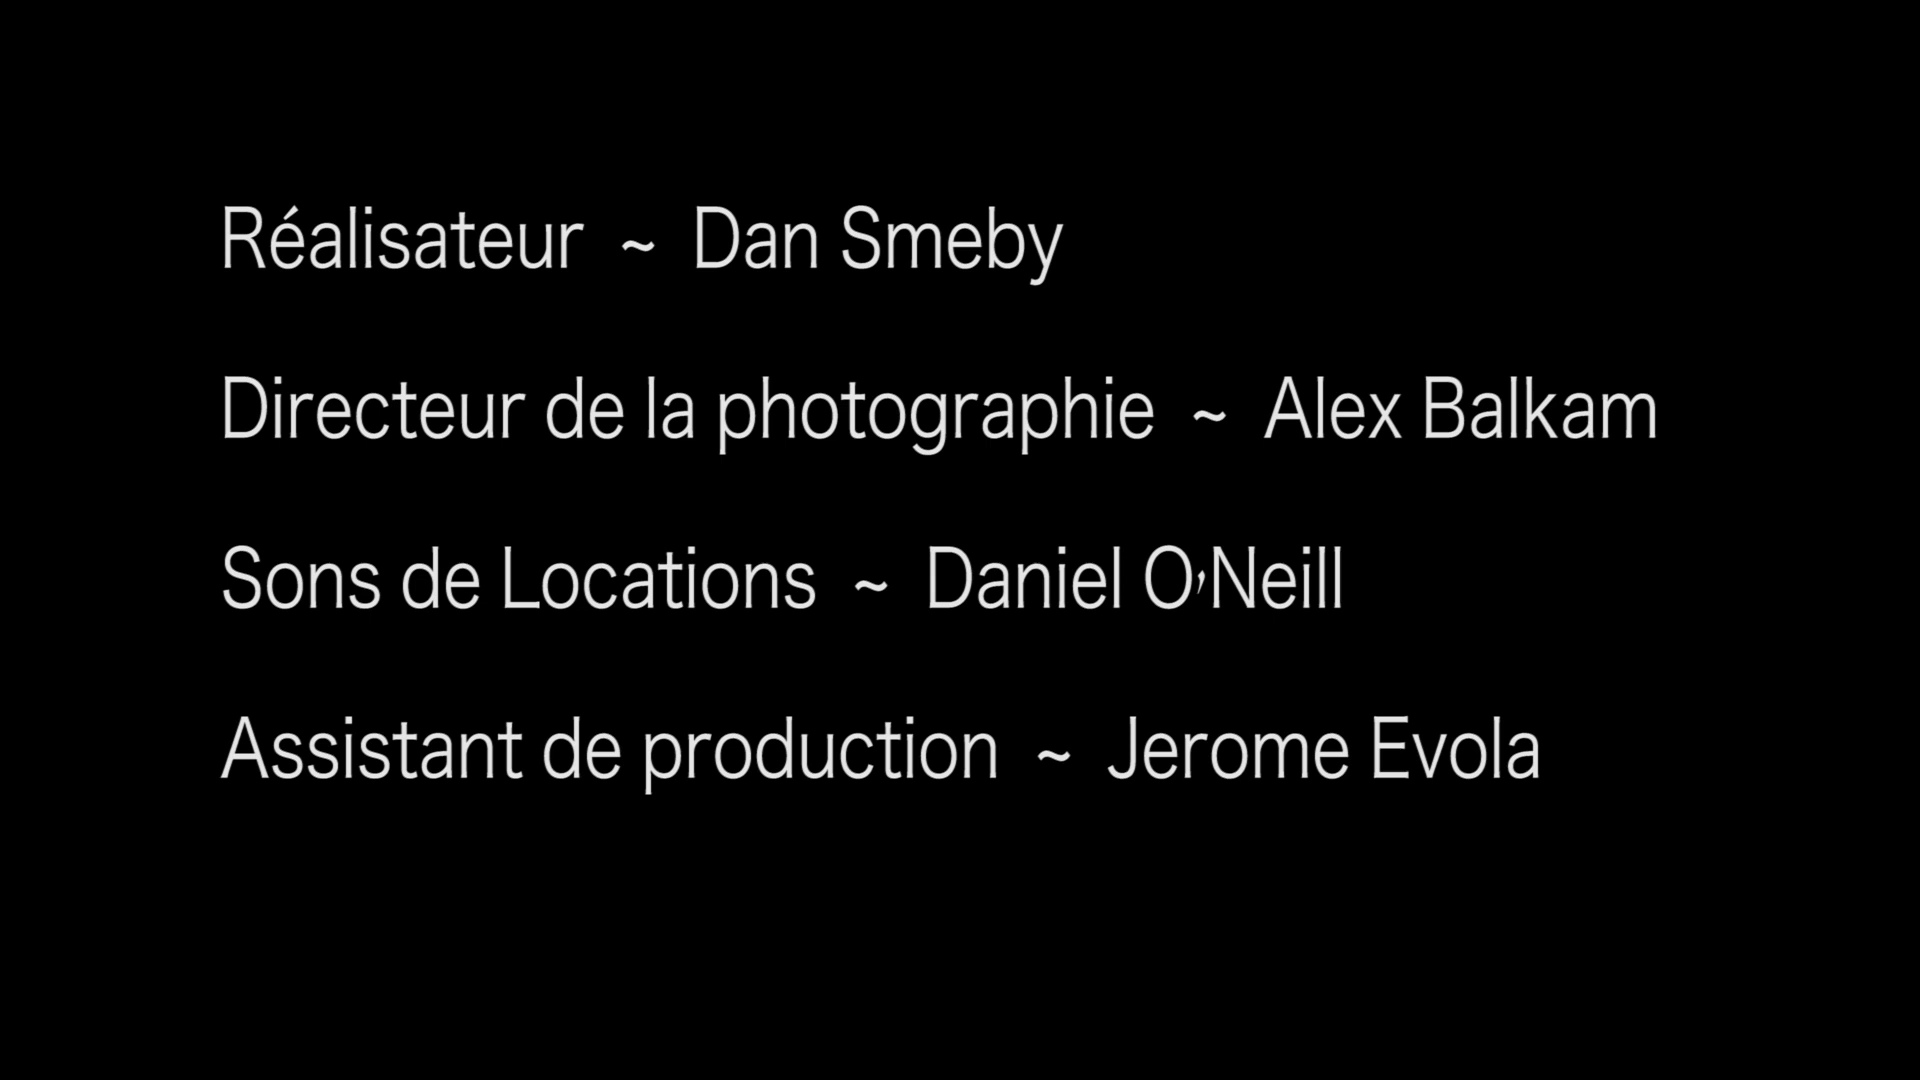 Réalisateur ~ Dan Smeby
Directeur de la photographie ~ Alex Balkam
Sons de Locations ~ Daniel O'Neill
Assistant de production ~ Jerome Evola